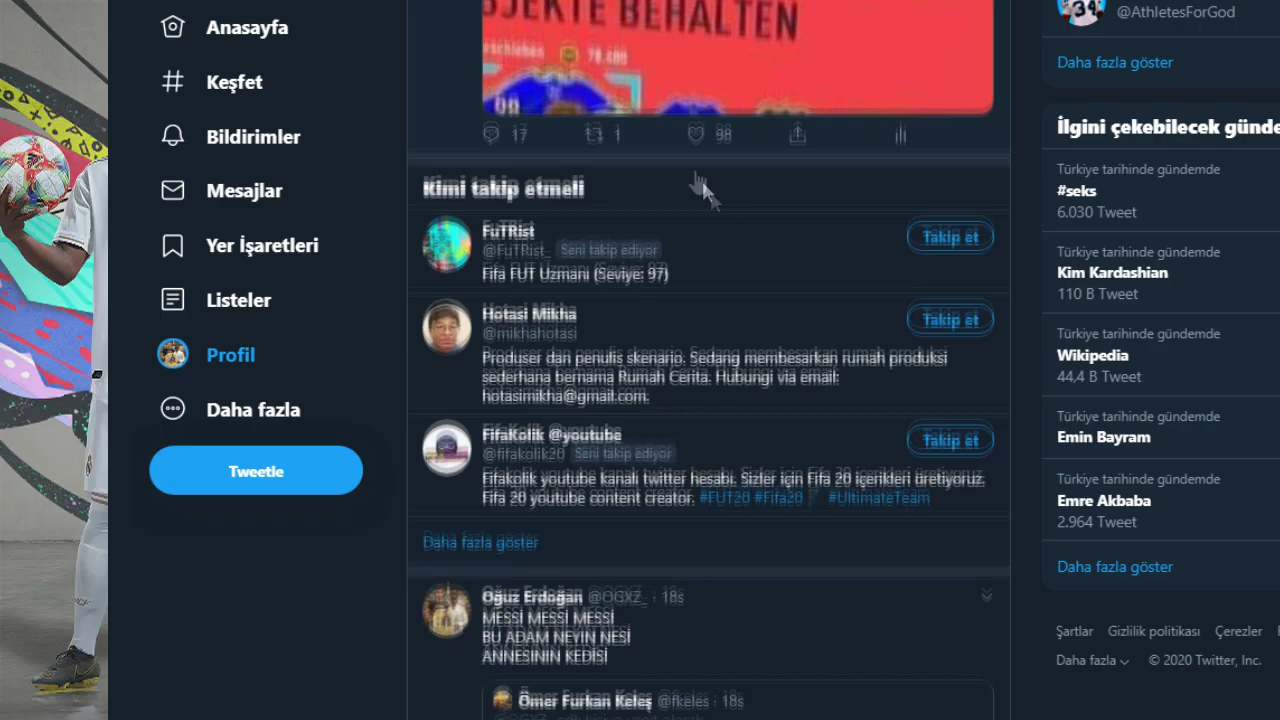 Anasayfa
Keşfet
Bildirimler
Mesajlar
Yer İşaretleri
Listeler
Profil
Daha fazla
Tweetle
BEHALTEN
78.400
17
1
98
Kimi takip etmeli
FuTRist
@FuTRist_ Seni takip ediyor
Takip et
Fifa FUT Uzmanı (Seviye: 97)
Hotasi Mikha
@mikhahotasi
Takip et
Produser dan penulis skenario. Sedang membesarkan rumah produksi
sederhana bernama Rumah Cerita. Hubungi via email:
hotasimikha@gmail.com.
FifaKolik @youtube
@fifakolik20 Seni takip ediyor
Takip et
Fifakolik youtube kanalı twitter hesabı. Sizler için Fifa 20 içerikleri üretiyoruz.
Fifa 20 youtube content creator. #FUT20 #Fifa20 #UltimateTeam
Daha fazla göster
Oğuz Erdoğan @OGXZ_ · 18s
MESSİ MESSİ MESSİ
BU ADAM NEYIN NESİ
ANNESININ KEDİSİ
Ömer Furkan Keleş @fkeles · 18s
34
@AthletesForGod
Daha fazla göster
İlgini çekebilecek günde
Türkiye tarihinde gündemde
#seks
6.030 Tweet
Türkiye tarihinde gündemde
Kim Kardashian
110 B Tweet
Türkiye tarihinde gündemde
Wikipedia
44,4 B Tweet
Türkiye tarihinde gündemde
Emin Bayram
Türkiye tarihinde gündemde
Emre Akbaba
2.964 Tweet
Daha fazla göster
Şartlar Gizlilik politikası Çerezler
Daha fazla © 2020 Twitter, Inc.